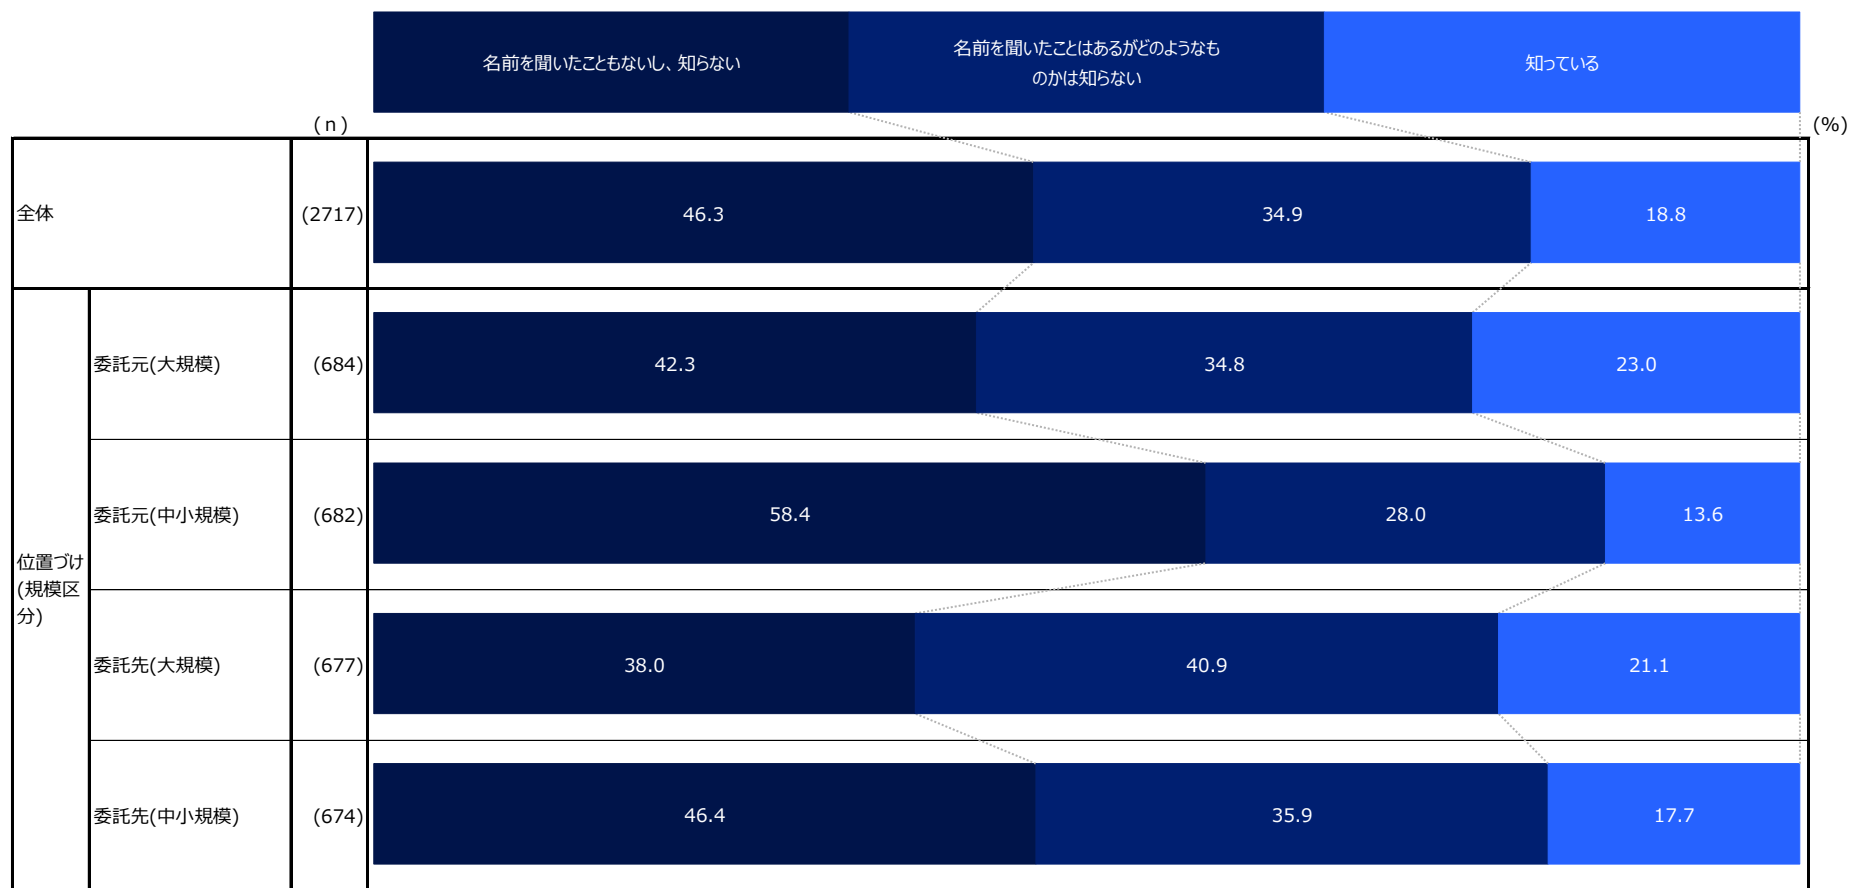 名前を聞いたこともないし、知らない
名前を聞いたことはあるがどのようなも
のかは知らない
知っている
(n)
(%)
全体
(2717)
46.3
34.9
18.8
位置づけ
(規模区
分)
委託元(大規模)
(684)
42.3
34.8
23.0
委託元(中小規模)
(682)
58.4
28.0
13.6
委託先(大規模)
(677)
38.0
40.9
21.1
委託先(中小規模)
(674)
46.4
35.9
17.7